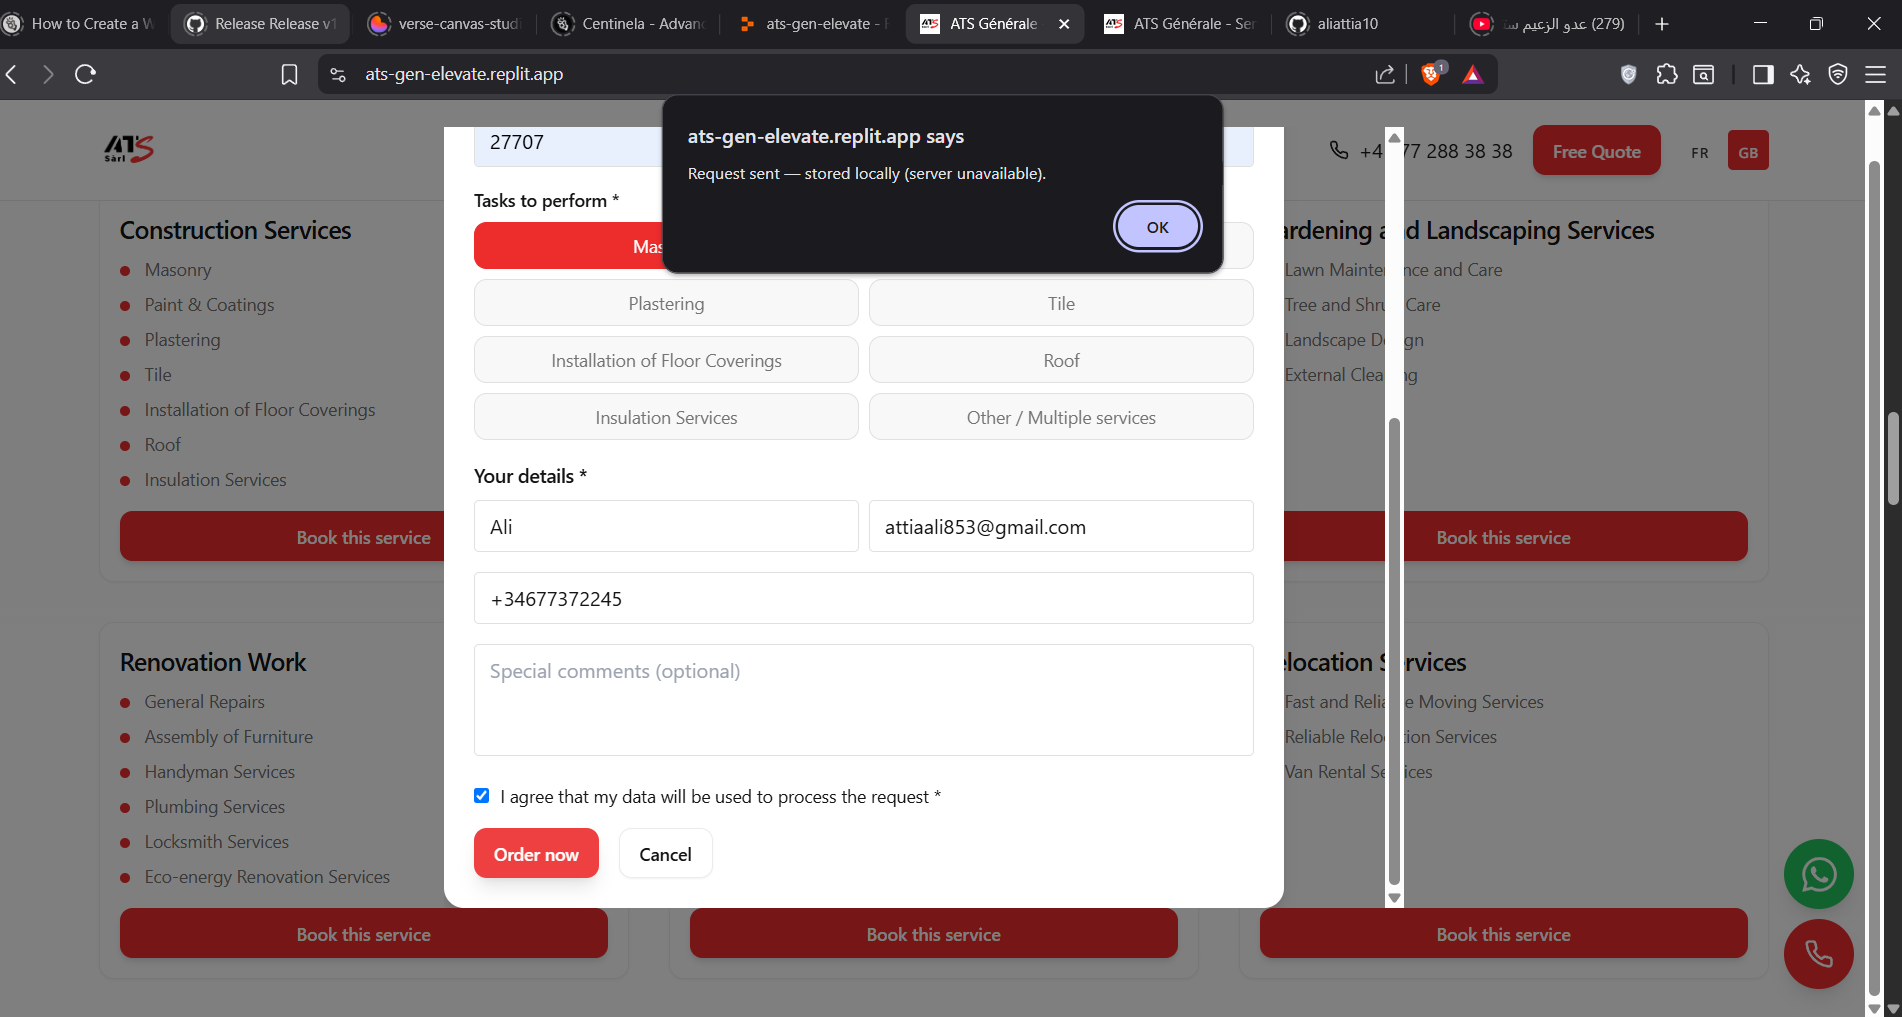 How to Create a W
Release Release v1
verse-canvas-studi
Centinela - Advanc
ats-gen-elevate -
ATS Générale
ATS Générale - Ser
aliattia10
(279) عدو الزعيم
ats-gen-elevate.replit.app
1
ATS
Sàrl
+4 77 288 38 38
Free Quote
FR
GB
ats-gen-elevate.replit.app says
Request sent — stored locally (server unavailable).
OK
27707
Tasks to perform *
Mas
Plastering
Tile
Installation of Floor Coverings
Roof
Insulation Services
Other / Multiple services
Your details *
Ali
attiaali853@gmail.com
+34677372245
Special comments (optional)
I agree that my data will be used to process the request *
Order now
Cancel
Construction Services
Masonry
Paint & Coatings
Plastering
Tile
Installation of Floor Coverings
Roof
Insulation Services
Book this service
ardening a d Landscaping Services
Lawn Mainte nce and Care
Tree and Shru Care
Landscape D gn
External Clea ng
Book this service
Renovation Work
General Repairs
Assembly of Furniture
Handyman Services
Plumbing Services
Locksmith Services
Eco-energy Renovation Services
Book this service
Book this service
elocation S rvices
Fast and Relia e Moving Services
Reliable Relo tion Services
Van Rental Se ices
Book this service